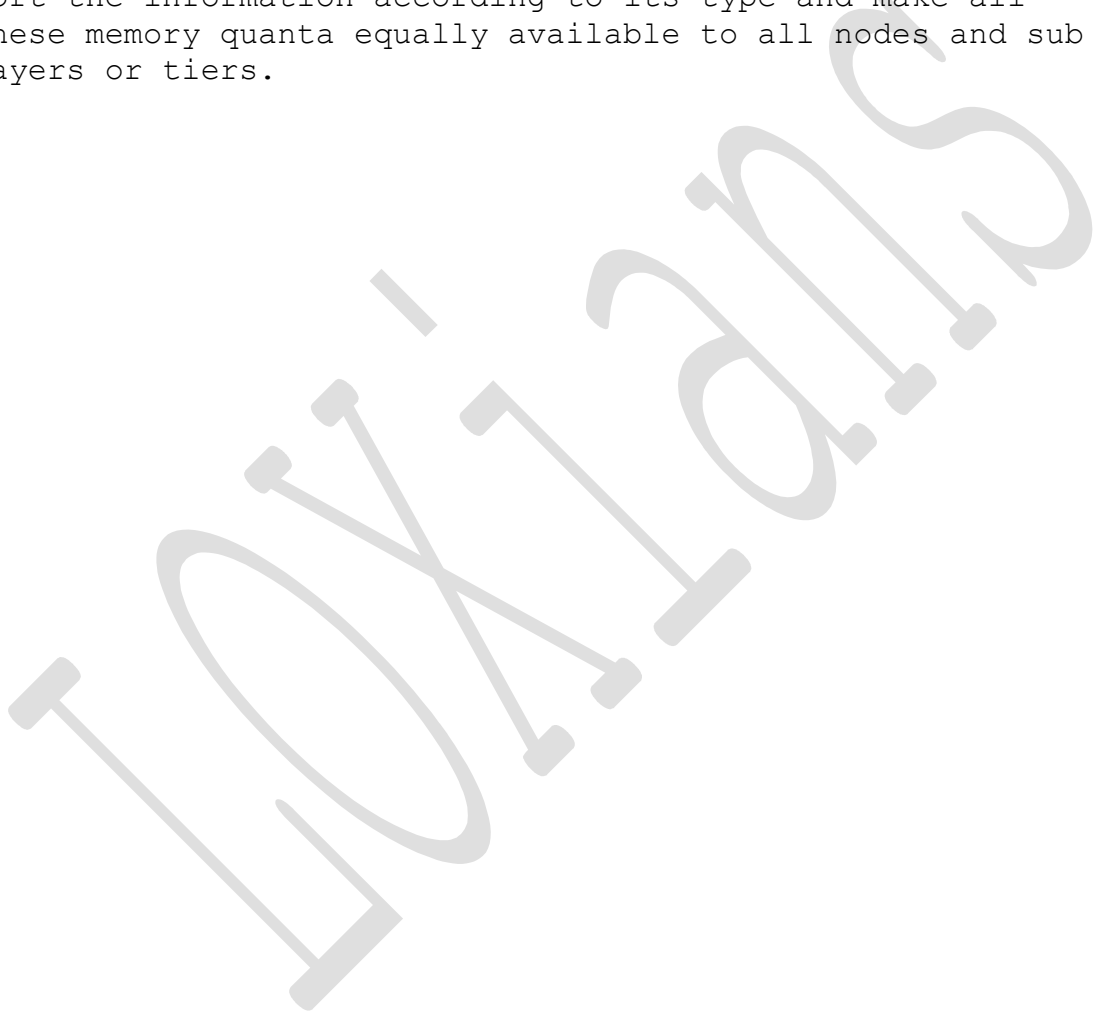 ort the information according to its type and make all
hese memory quanta equally available to all nodes and sub
ayers or tiers.
Loxians